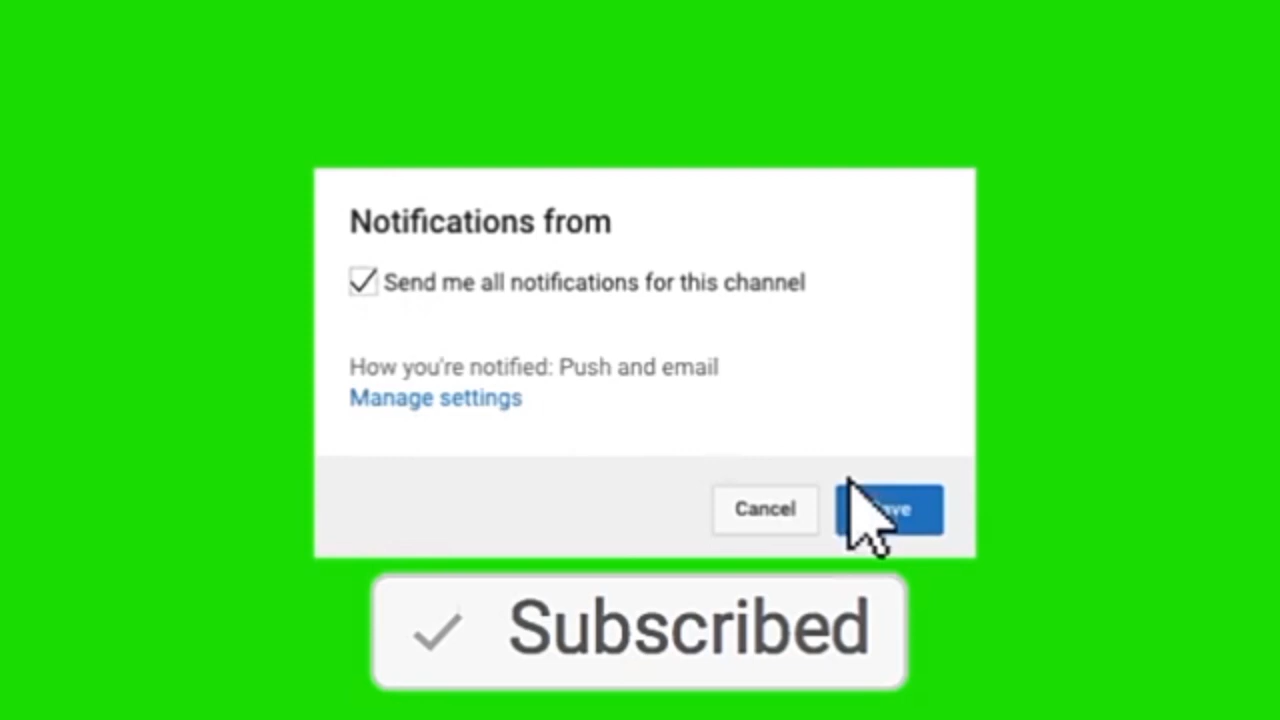 Notifications from
Send me all notifications for this channel
How you're notified: Push and email
Manage settings
Cancel
Subscribed